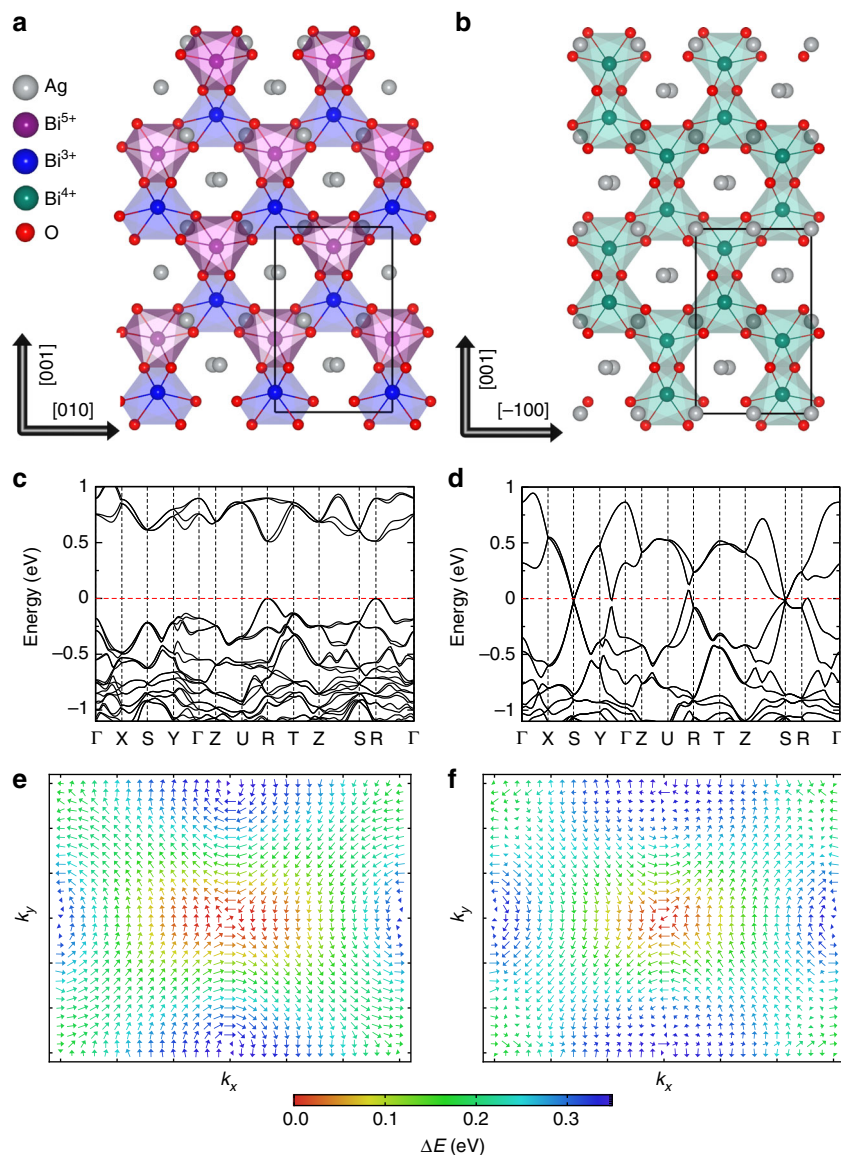 a
b
Ag
Bi5+
Bi3+
Bi4+
O
[001]
[010]
[001]
[−100]
c
d
Energy (eV)
1
0.5
0
−0.5
−1
Γ X S Y Γ Z U R T Z S R Γ
Energy (eV)
1
0.5
0
−0.5
−1
Γ X S Y Γ Z U R T Z S R Γ
e
f
ky
kx
ky
kx
0.0 0.1 0.2 0.3
ΔE (eV)